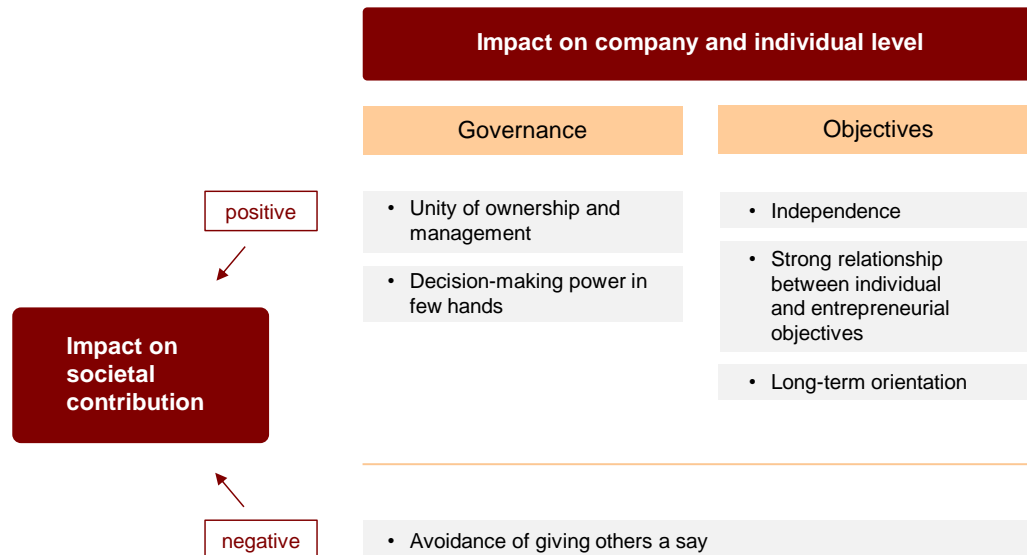 Impact on company and individual level
Governance
Objectives
positive
• Unity of ownership and
management
• Decision-making power in
few hands
• Independence
• Strong relationship
between individual
and entrepreneurial
objectives
• Long-term orientation
Impact on
societal
contribution
negative
• Avoidance of giving others a say